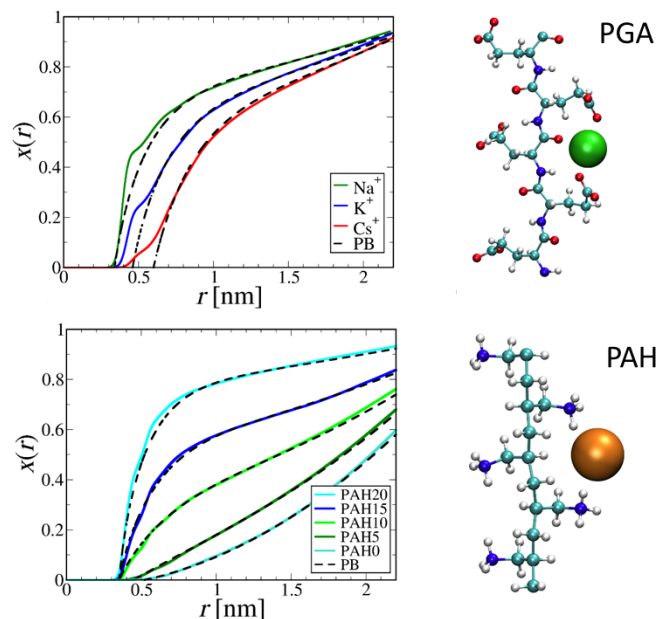 1
0.8
0.6
0.4
0.2
0
x(r)
0 0.5 1 1.5 2
r [nm]
Na+
K+
Cs+
PB
PGA
1
0.8
0.6
0.4
0.2
0
x(r)
0 0.5 1 1.5 2
r [nm]
PAH20
PAH15
PAH10
PAH5
PAH0
PB
PAH